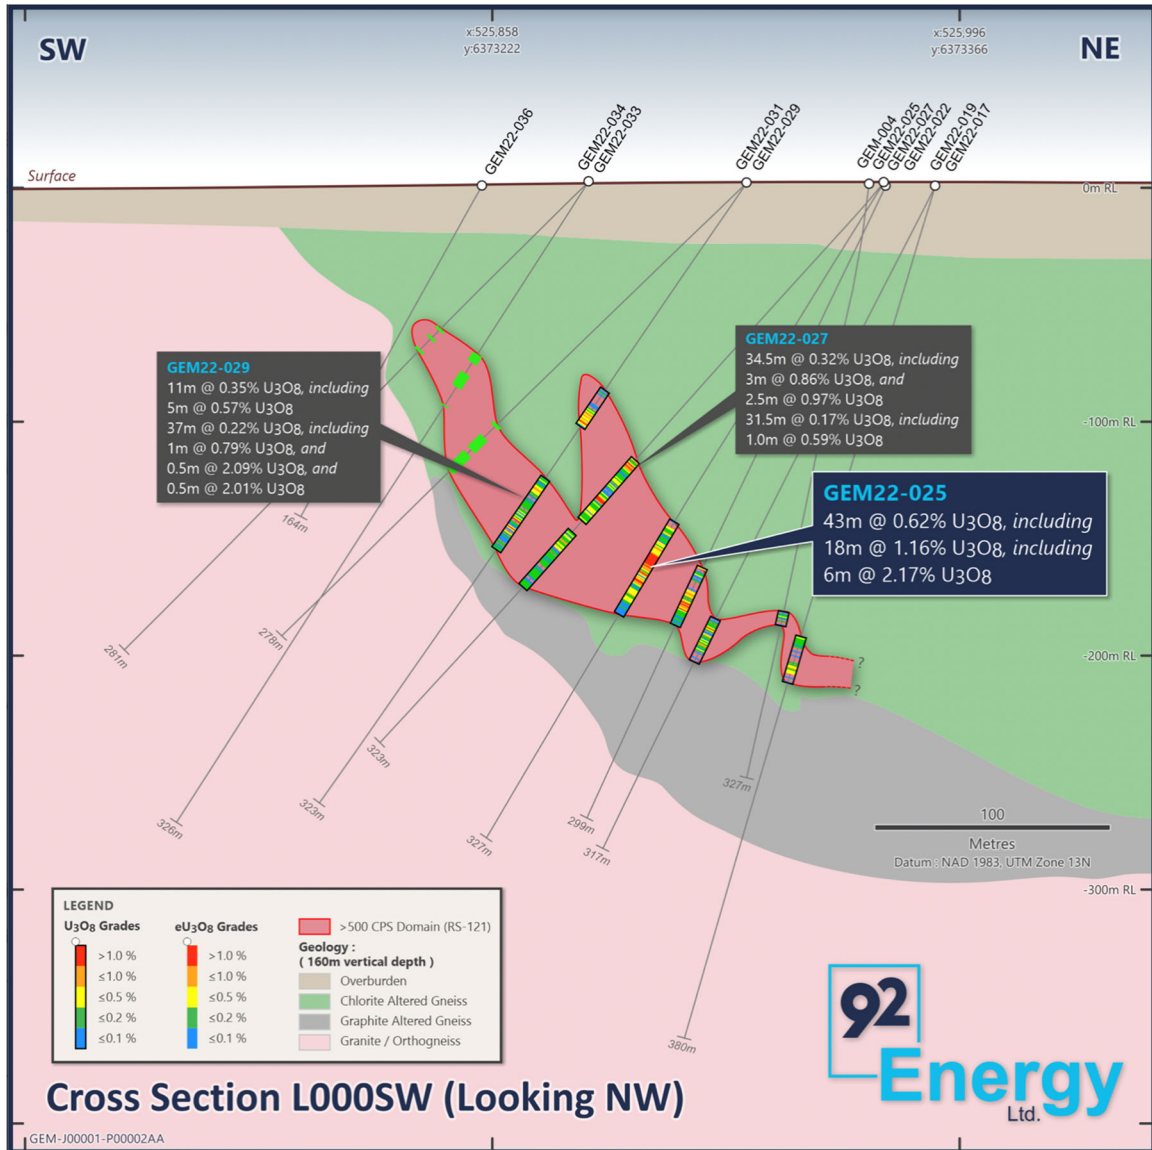 SW
x:525,858
y:6373222
x:525,996
y:6373366
NE
GEM22-036
GEM22-034
GEM22-033
GEM22-031
GEM22-029
GEM-004
GEM22-025
GEM22-027
GEM22-022
GEM22-019
GEM22-017
Surface
0m RL
GEM22-029
11m @ 0.35% U3O8, including
5m @ 0.57% U3O8
37m @ 0.22% U3O8, including
1m @ 0.79% U3O8, and
0.5m @ 2.09% U3O8, and
0.5m @ 2.01% U3O8
GEM22-027
34.5m @ 0.32% U3O8, including
3m @ 0.86% U3O8, and
2.5m @ 0.97% U3O8
31.5m @ 0.17% U3O8, including
1.0m @ 0.59% U3O8
-100m RL
GEM22-025
43m @ 0.62% U3O8, including
18m @ 1.16% U3O8, including
6m @ 2.17% U3O8
164m
281m
278m
-200m RL
?
?
323m
327m
323m
326m
299m
327m
317m
100
Metres
Datum : NAD 1983, UTM Zone 13N
-300m RL
380m
LEGEND
U3O8 Grades
>1.0 %
≤1.0 %
≤0.5 %
≤0.2 %
≤0.1 %
eU3O8 Grades
>1.0 %
≤1.0 %
≤0.5 %
≤0.2 %
≤0.1 %
>500 CPS Domain (RS-121)
Geology :
( 160m vertical depth )
Overburden
Chlorite Altered Gneiss
Graphite Altered Gneiss
Granite / Orthogneiss
92
Energy
Ltd.
Cross Section L000SW (Looking NW)
GEM-J00001-P00002AA